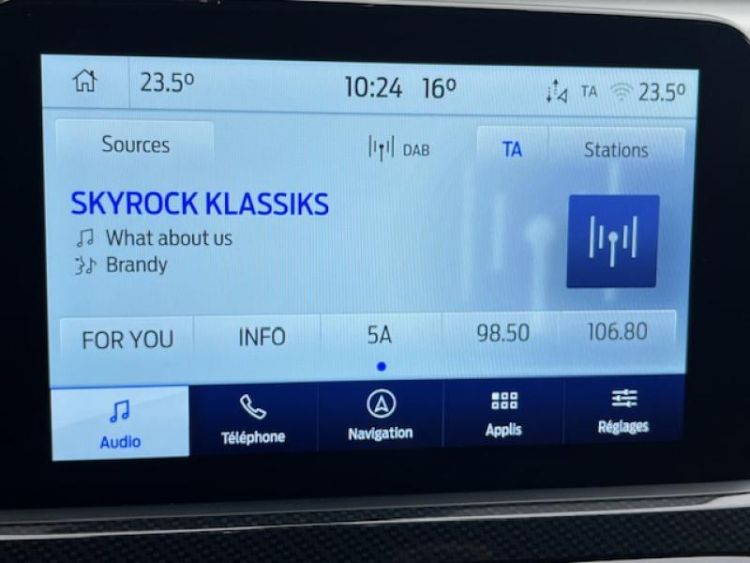 23.5° 10:24 16° TA 23.5°
Sources DAB TA Stations
SKYROCK KLASSIKS
What about us
Brandy
FOR YOU INFO 5A 98.50 106.80
Audio Téléphone Navigation Applis Réglages